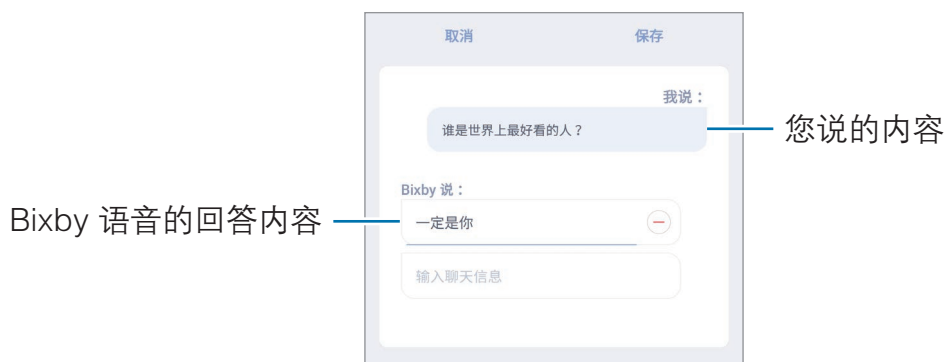 取消
保存
我说：
谁是世界上最好看的人？
您说的内容
Bixby 说：
Bixby 语音的回答内容
一定是你
输入聊天信息